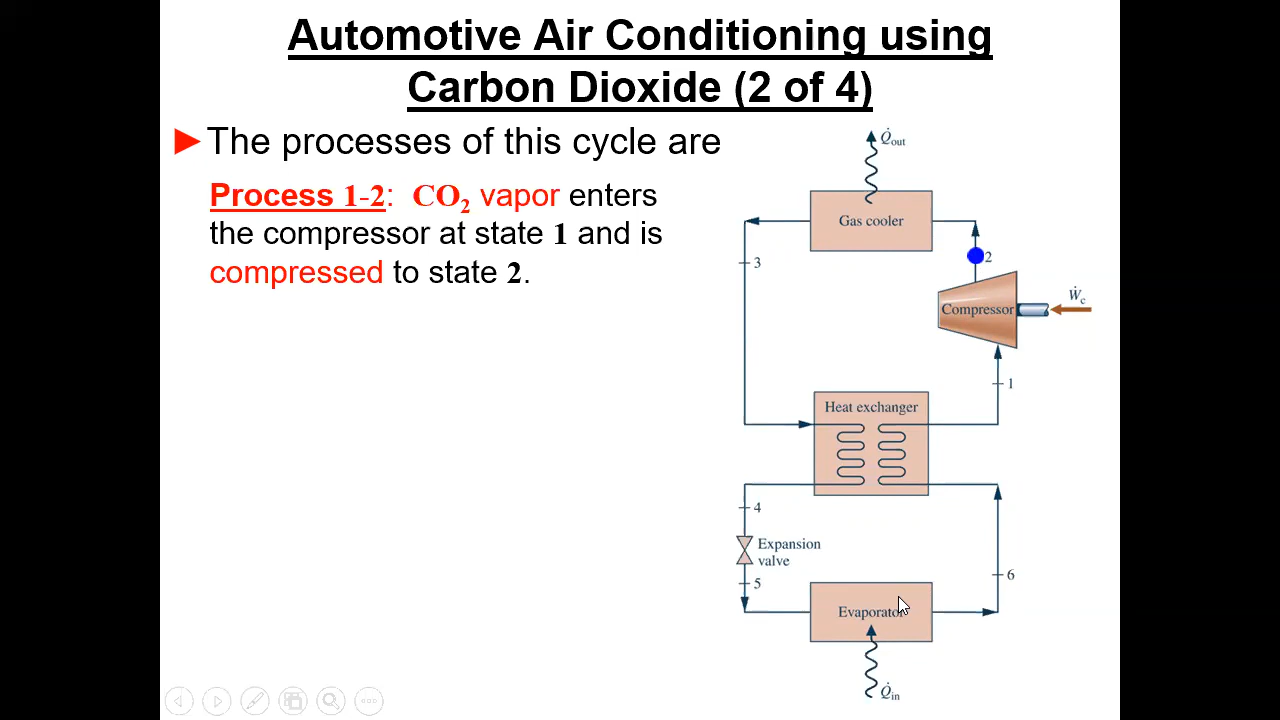 Automotive Air Conditioning using
Carbon Dioxide (2 of 4)
►The processes of this cycle are
Process 1-2: CO₂ vapor enters
the compressor at state 1 and is
compressed to state 2.
Q̇out
Gas cooler
2
3
Ẇc
Compressor
1
Heat exchanger
4
Expansion
valve
5
6
Evaporator
Q̇in